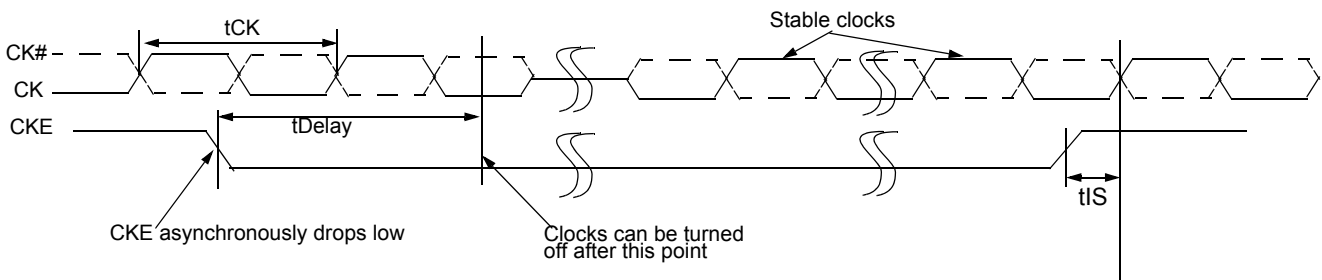 Stable clocks
tCK
CK#
CK
CKE
tDelay
tIS
CKE asynchronously drops low
Clocks can be turned
off after this point